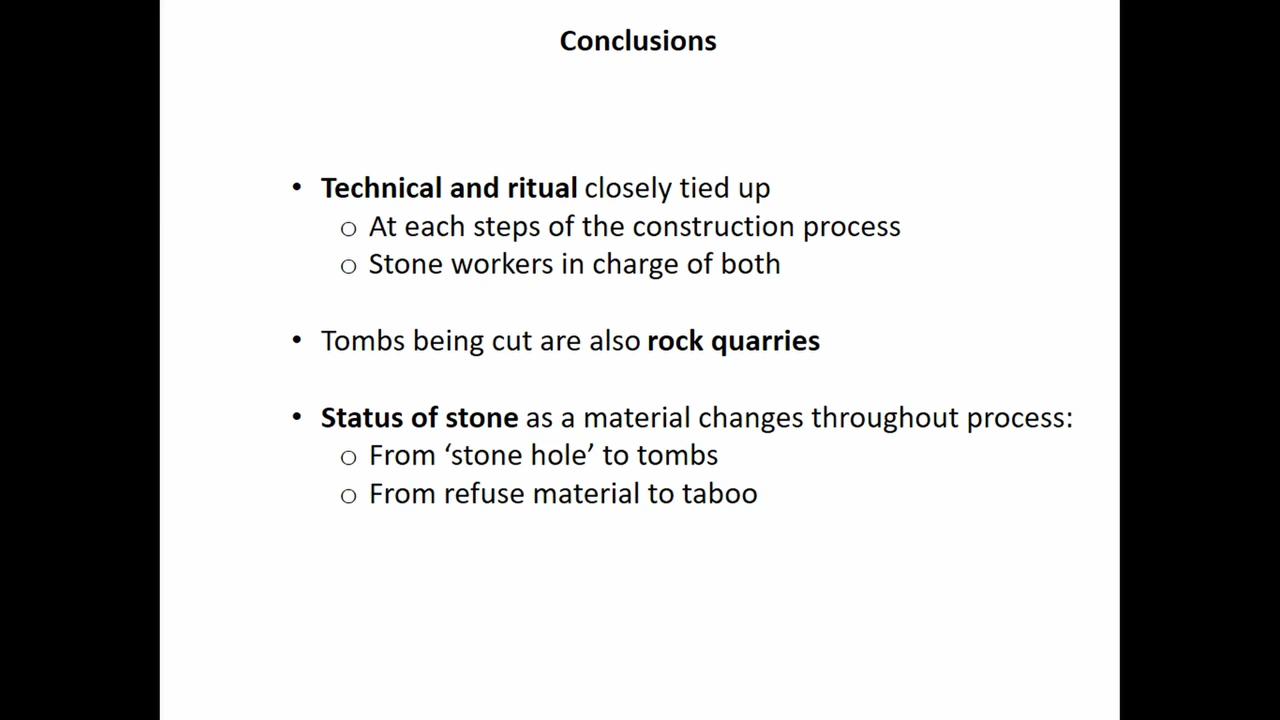 Conclusions
• Technical and ritual closely tied up
o At each steps of the construction process
o Stone workers in charge of both
• Tombs being cut are also rock quarries
• Status of stone as a material changes throughout process:
o From ‘stone hole’ to tombs
o From refuse material to taboo